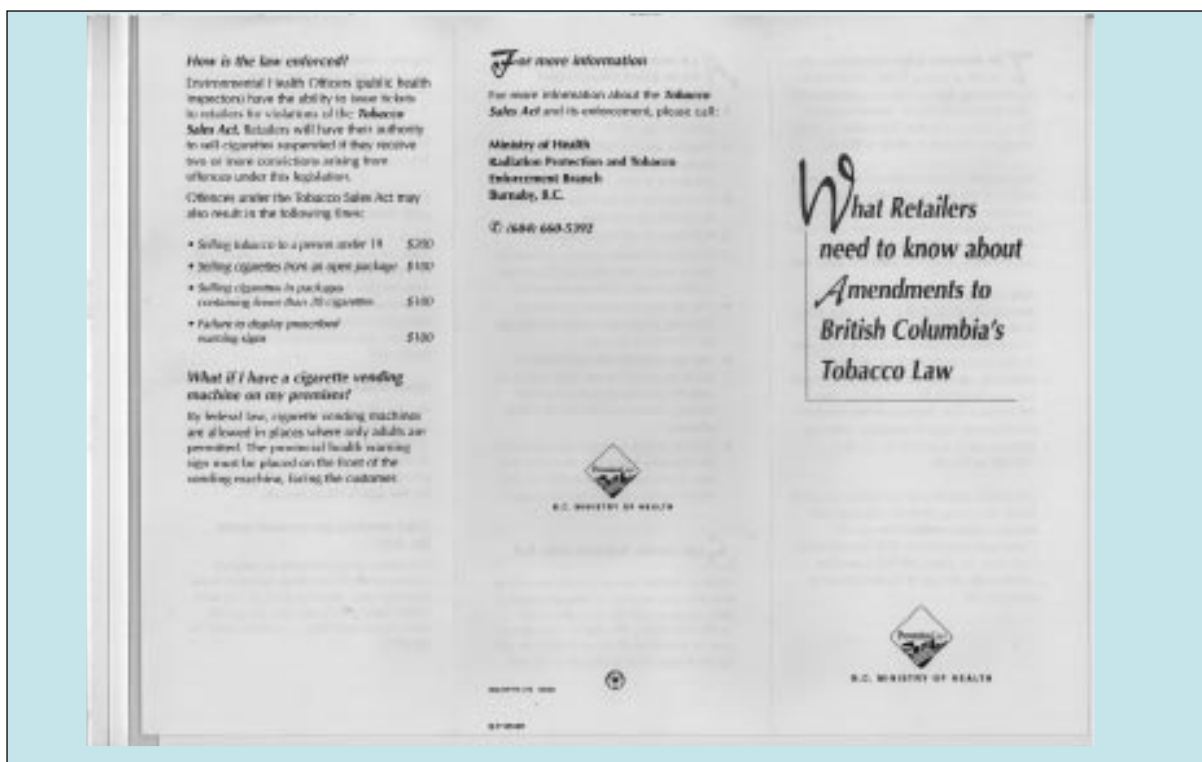 How is the law enforced?
Environmental Health Officers (public health
inspectors) have the ability to issue tickets
to retailers for violations of the Tobacco
Sales Act. Retailers will have their authority
to sell cigarettes suspended if they receive
two or more convictions arising from
offences under this legislation.
Offences under the Tobacco Sales Act may
also result in the following fines:
• Selling tobacco to a person under 19 $200
• Selling cigarettes from an open package $100
• Selling cigarettes in packages
containing fewer than 20 cigarettes $100
• Failure to display prescribed
warning signs $100
What if I have a cigarette vending
machine on my premises?
By federal law, cigarette vending machines
are allowed in places where only adults are
permitted. The provincial health warning
sign must be placed on the front of the
vending machine, facing the customer.
For more information
For more information about the Tobacco
Sales Act and its enforcement, please call:
Ministry of Health
Radiation Protection and Tobacco
Enforcement Branch
Burnaby, B.C.
✆ (604) 660-5392
B.C. MINISTRY OF HEALTH
What Retailers
need to know about
Amendments to
British Columbia's
Tobacco Law
B.C. MINISTRY OF HEALTH